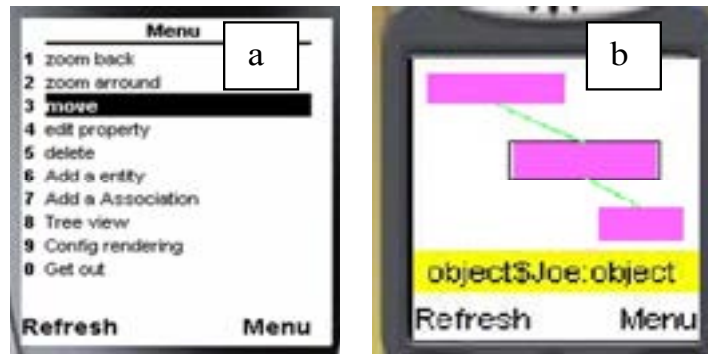 Menu
a
1 zoom back
2 zoom arround
3 move
4 edit property
5 delete
6 Add a entity
7 Add a Association
8 Tree view
9 Config rendering
0 Get out
Refresh Menu
b
object$Joe:object
Refresh Menu